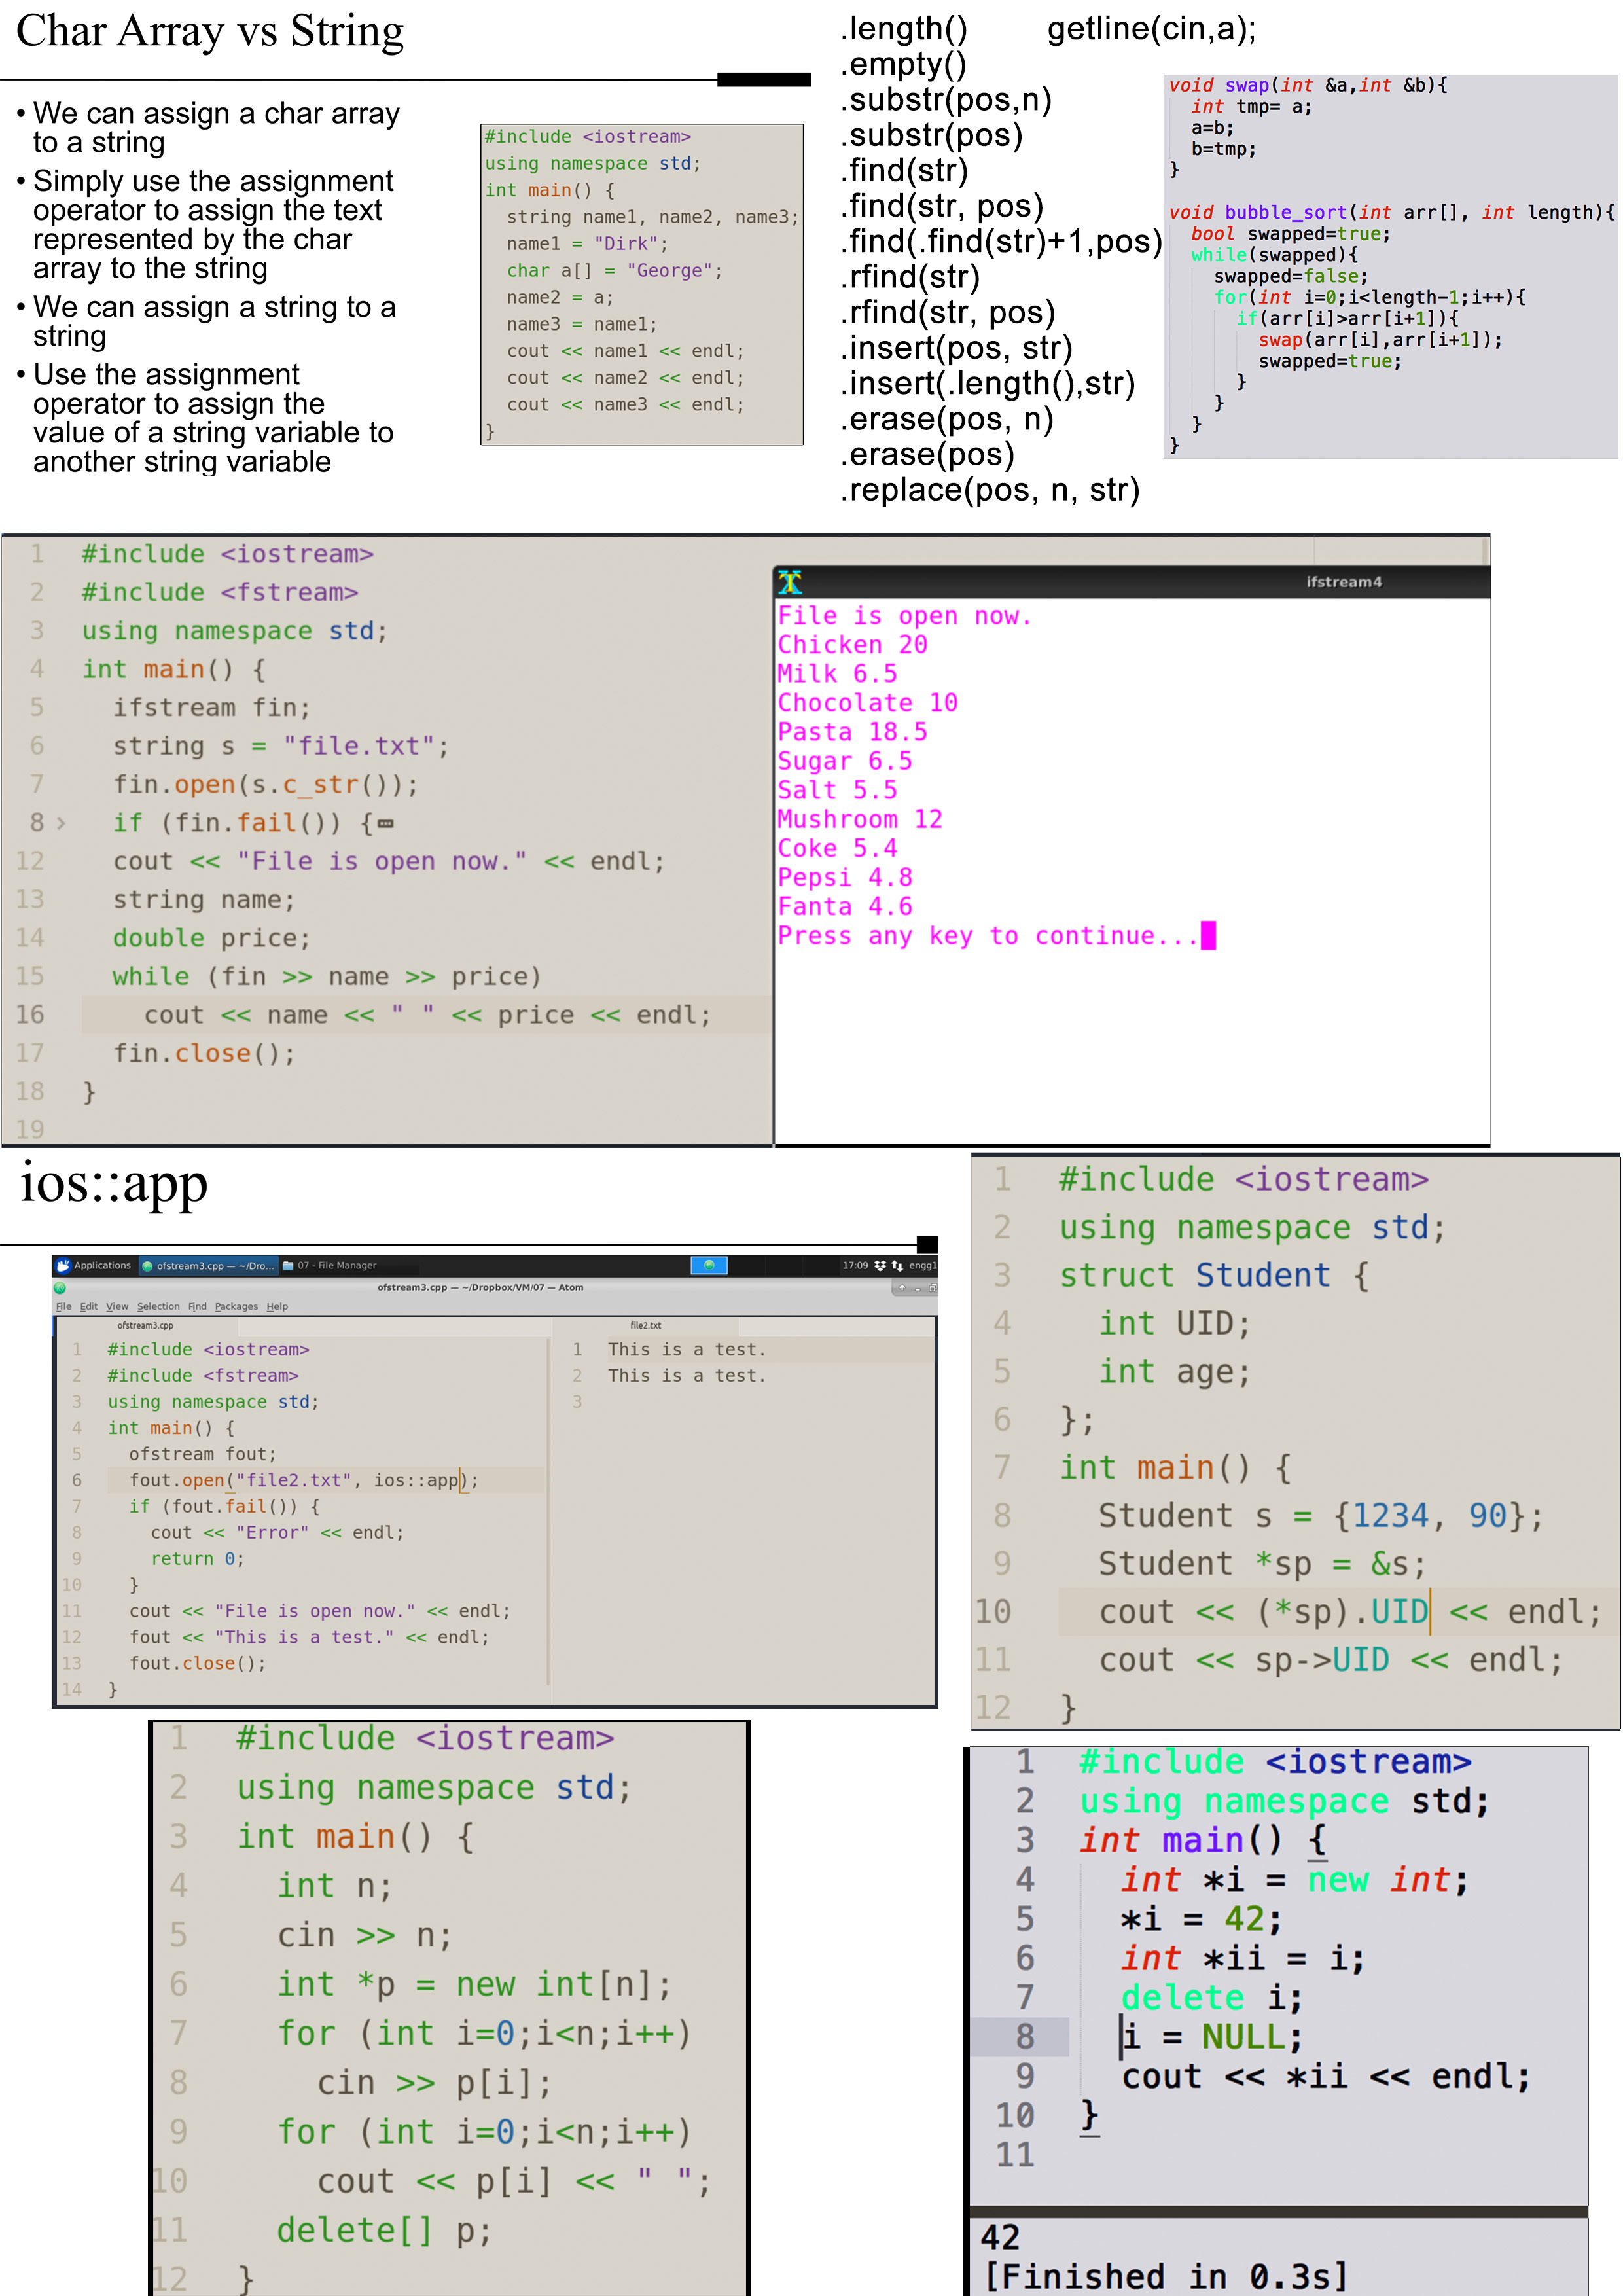 Char Array vs String
• We can assign a char array
to a string
• Simply use the assignment
operator to assign the text
represented by the char
array to the string
• We can assign a string to a
string
• Use the assignment
operator to assign the
value of a string variable to
another string variable
#include <iostream>
using namespace std;
int main() {
string name1, name2, name3;
name1 = "Dirk";
char a[] = "George";
name2 = a;
name3 = name1;
cout << name1 << endl;
cout << name2 << endl;
cout << name3 << endl;
}
.length() getline(cin,a);
.empty()
.substr(pos,n)
.substr(pos)
.find(str)
.find(str, pos)
.find(.find(str)+1,pos)
.rfind(str)
.rfind(str, pos)
.insert(pos, str)
.insert(.length(),str)
.erase(pos, n)
.erase(pos)
.replace(pos, n, str)
void swap(int &a,int &b){
int tmp= a;
a=b;
b=tmp;
}
void bubble_sort(int arr[], int length){
bool swapped=true;
while(swapped){
swapped=false;
for(int i=0;i<length-1;i++){
if(arr[i]>arr[i+1]){
swap(arr[i],arr[i+1]);
swapped=true;
}
}
}
}
1 #include <iostream>
2 #include <fstream>
3 using namespace std;
4 int main() {
5 ifstream fin;
6 string s = "file.txt";
7 fin.open(s.c_str());
8 > if (fin.fail()) {
12 cout << "File is open now." << endl;
13 string name;
14 double price;
15 while (fin >> name >> price)
16 cout << name << " " << price << endl;
17 fin.close();
18 }
19
ifstream4
File is open now.
Chicken 20
Milk 6.5
Chocolate 10
Pasta 18.5
Sugar 6.5
Salt 5.5
Mushroom 12
Coke 5.4
Pepsi 4.8
Fanta 4.6
Press any key to continue...
ios::app
Applications ofstream3.cpp — ~/Dro... 07 - File Manager 17:09 engg1
ofstream3.cpp — ~/Dropbox/VM/07 — Atom
File Edit View Selection Find Packages Help
ofstream3.cpp
1 #include <iostream>
2 #include <fstream>
3 using namespace std;
4 int main() {
5 ofstream fout;
6 fout.open("file2.txt", ios::app);
7 if (fout.fail()) {
8 cout << "Error" << endl;
9 return 0;
10 }
11 cout << "File is open now." << endl;
12 fout << "This is a test." << endl;
13 fout.close();
14 }
file2.txt
1 This is a test.
2 This is a test.
3
1 #include <iostream>
2 using namespace std;
3 struct Student {
4 int UID;
5 int age;
6 };
7 int main() {
8 Student s = {1234, 90};
9 Student *sp = &s;
10 cout << (*sp).UID << endl;
11 cout << sp->UID << endl;
12 }
1 #include <iostream>
2 using namespace std;
3 int main() {
4 int n;
5 cin >> n;
6 int *p = new int[n];
7 for (int i=0;i<n;i++)
8 cin >> p[i];
9 for (int i=0;i<n;i++)
10 cout << p[i] << " ";
11 delete[] p;
12 }
1 #include <iostream>
2 using namespace std;
3 int main() {
4 int *i = new int;
5 *i = 42;
6 int *ii = i;
7 delete i;
8 i = NULL;
9 cout << *ii << endl;
10 }
11
42
[Finished in 0.3s]